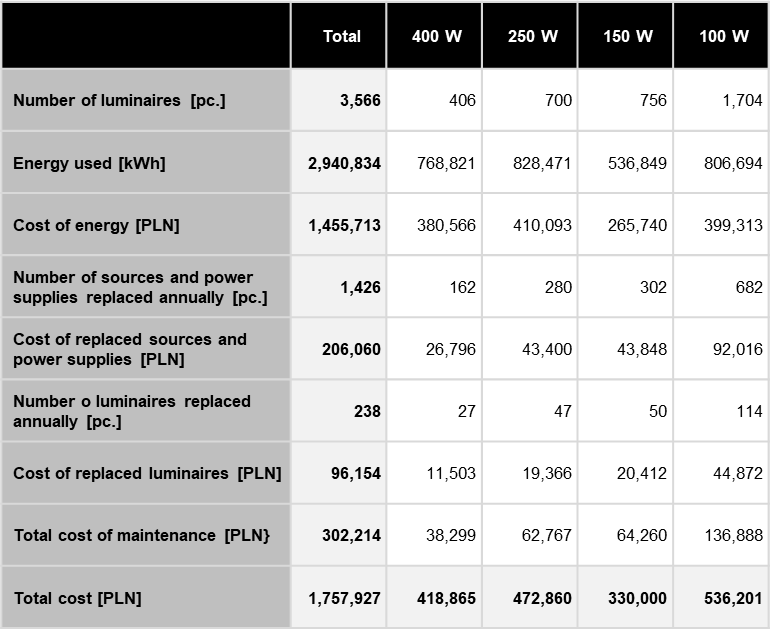 Total 400 W 250 W 150 W 100 W
Number of luminaires [pc.] 3,566 406 700 756 1,704
Energy used [kWh] 2,940,834 768,821 828,471 536,849 806,694
Cost of energy [PLN] 1,455,713 380,566 410,093 265,740 399,313
Number of sources and power
supplies replaced annually [pc.] 1,426 162 280 302 682
Cost of replaced sources and
power supplies [PLN] 206,060 26,796 43,400 43,848 92,016
Number o luminaires replaced
annually [pc.] 238 27 47 50 114
Cost of replaced luminaires [PLN] 96,154 11,503 19,366 20,412 44,872
Total cost of maintenance [PLN} 302,214 38,299 62,767 64,260 136,888
Total cost [PLN] 1,757,927 418,865 472,860 330,000 536,201